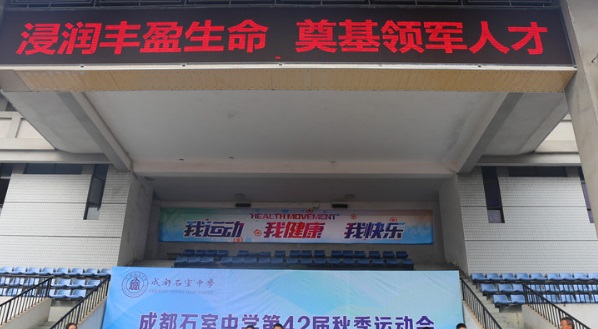 浸润丰盈生命 奠基领军人才
"HEALTH MOVEMENT"
我运动 我健康 我快乐
成都石室中学
成都石室中学第42届秋季运动会